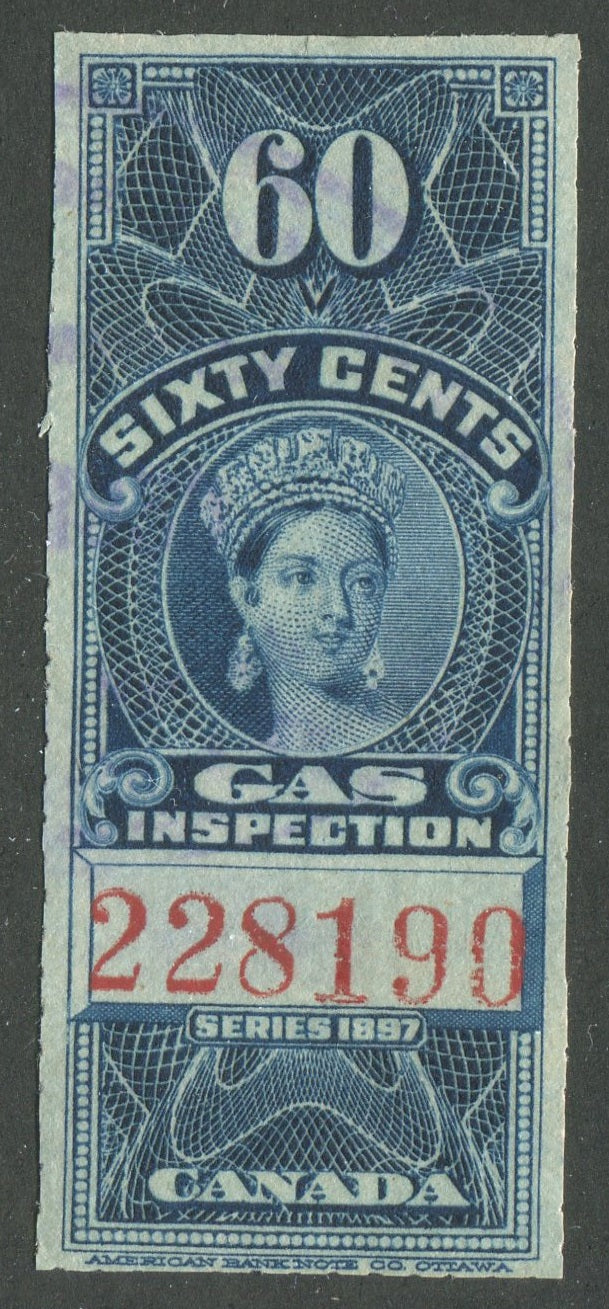 60
SIXTY CENTS
GAS
INSPECTION
228190
SERIES 1897
CANADA
AMERICAN BANK NOTE CO. OTTAWA